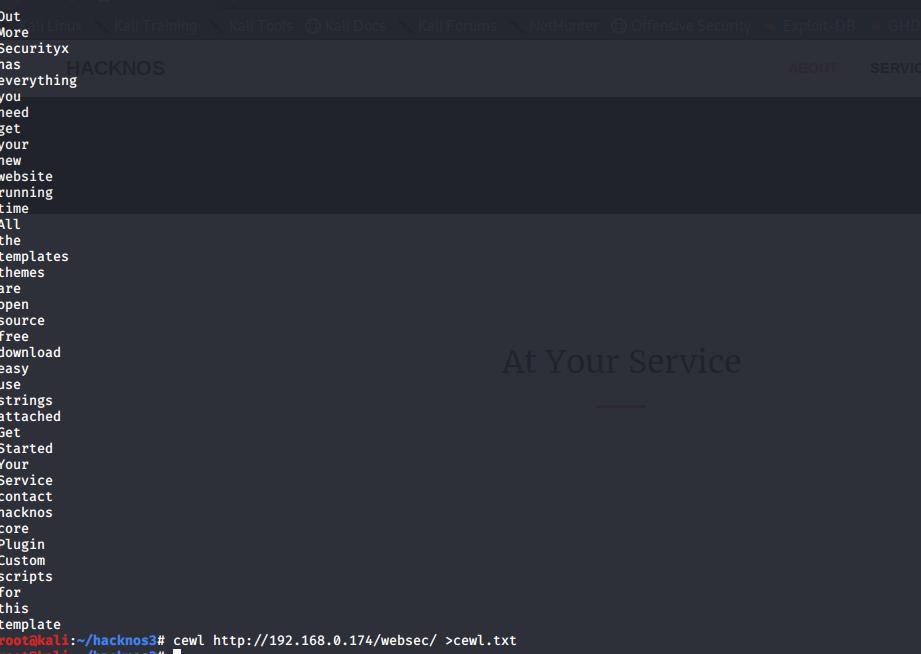 Out
Kali Linux Kali Training Kali Tools Kali Docs Kali Forums NetHunter Offensive Security Exploit-DB
More
Securityx
has
HACKNOS ABOUT
everything
you
need
get
your
new
website
running
time
All
the
templates
themes
are
open
source
free
download
easy
use
At Your Service
strings
attached
Get
Started
Your
Service
contact
hacknos
core
Plugin
Custom
scripts
for
this
template
root@kali:~/hacknos3# cewl http://192.168.0.174/websec/ >cewl.txt
root@kali:~/hacknos3#